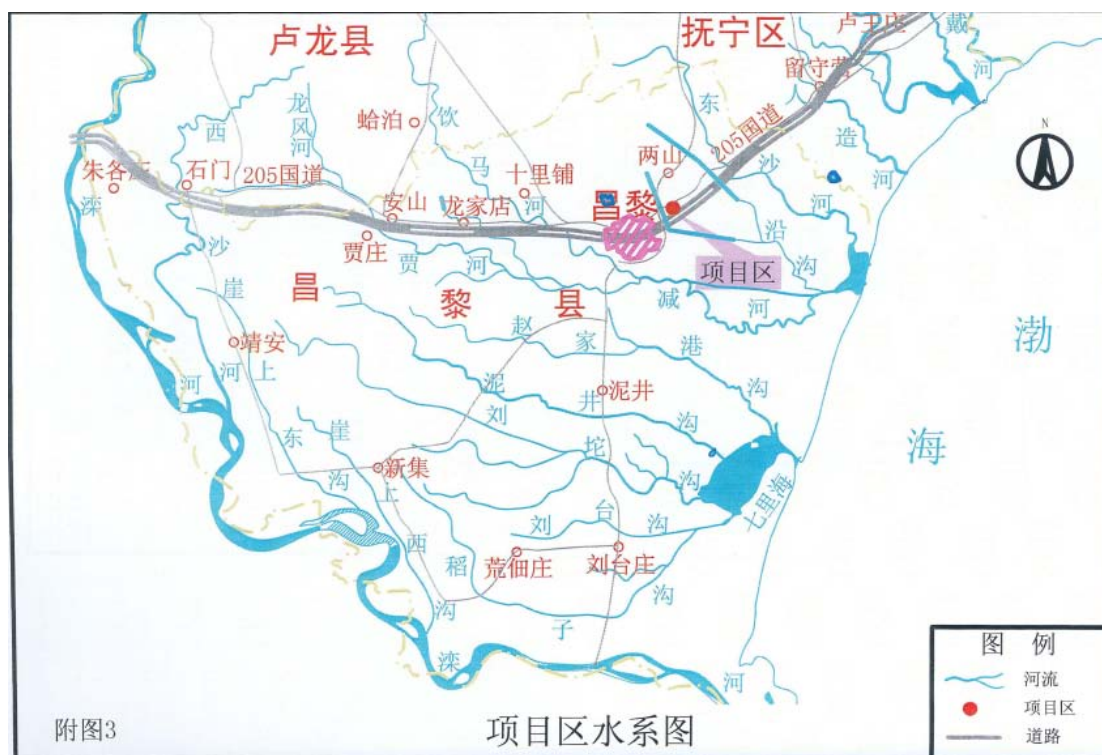 卢龙县
抚宁区
卢王庄
戴河
留守营
人造河
东沙河
205国道
蛤泊
饮马河
龙凤河
西沙河
朱各庄
石门
205国道
安山
龙家店
十里铺
两山
昌黎
N
沿沟
项目区
贾庄
贾河
减河
昌黎县
渤海
赵家港沟
靖安
泥井沟
泥井
刘坨沟
崖上东沟
崖上西沟
新集
七里海
刘台沟
荒佃庄
刘台庄
稻子沟
滦河
滦河
图例
河流
项目区
道路
附图3
项目区水系图